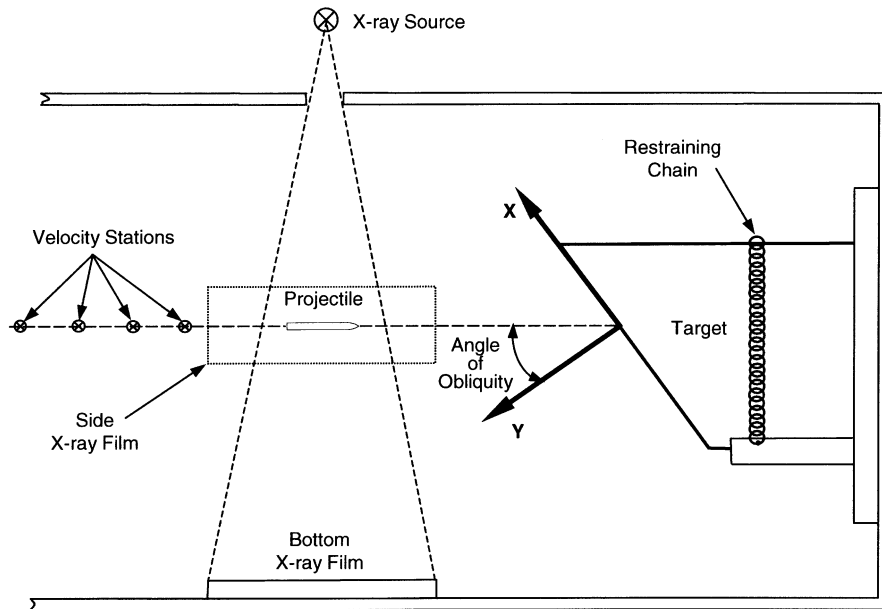 X-ray Source
Restraining
Chain
X
Velocity Stations
Projectile
Target
Angle
of
Obliquity
Side
X-ray Film
Y
Bottom
X-ray Film